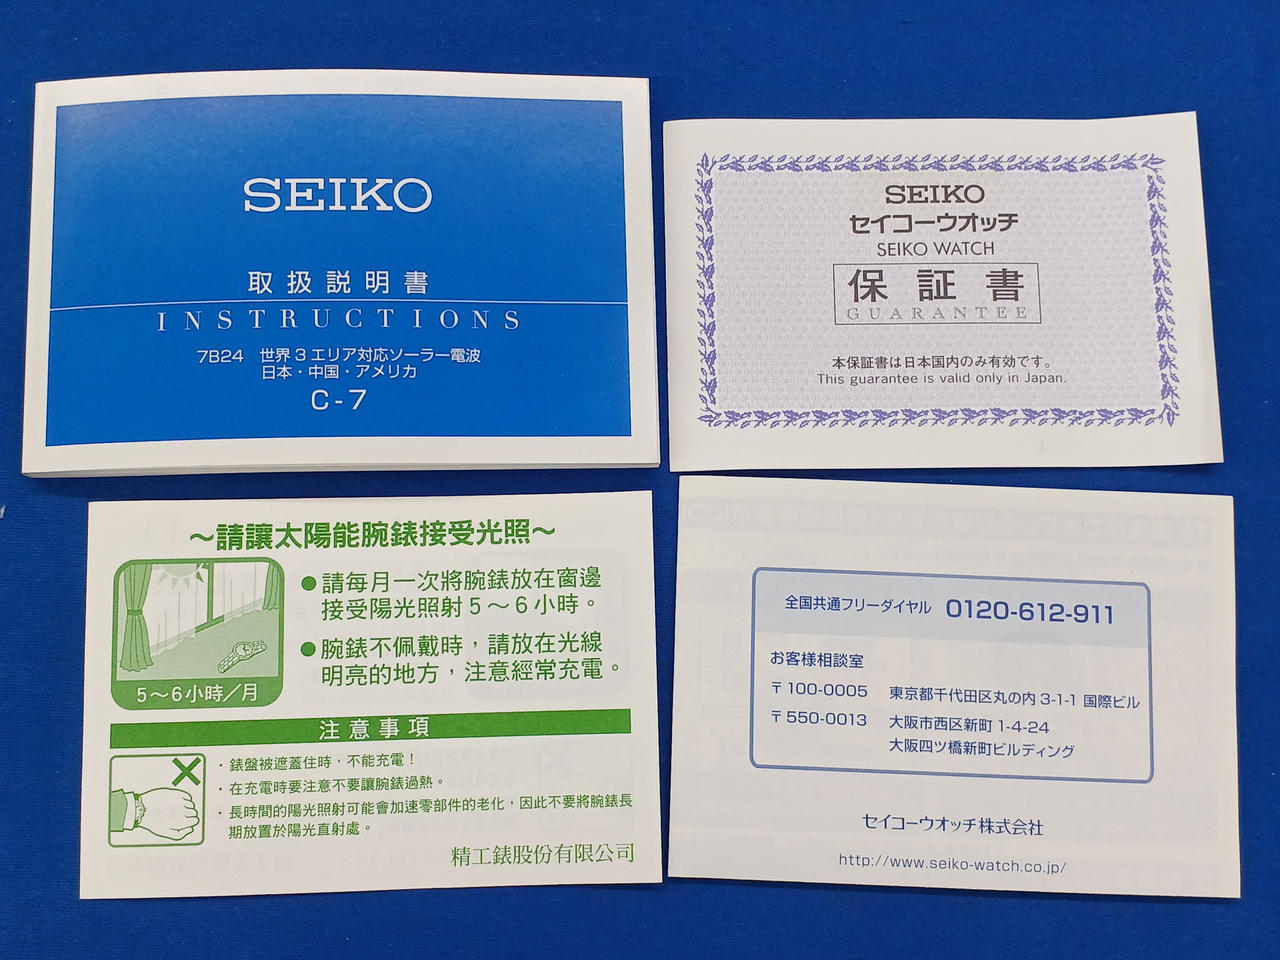 SEIKO
取扱説明書
INSTRUCTIONS
7B24 世界3エリア対応ソーラー電波
日本・中国・アメリカ
C-7
SEIKO
セイコーウオッチ
SEIKO WATCH
保証書
GUARANTEE
本保証書は日本国内のみ有効です。
This guarantee is valid only in Japan.
～請讓太陽能腕錶接受光照～
●請每月一次將腕錶放在窗邊
接受陽光照射5～6小時。
●腕錶不佩戴時，請放在光線
明亮的地方，注意經常充電。
5～6小時／月
注意事項
・錶盤被遮蓋住時，不能充電！
・在充電時要注意不要讓腕錶過熱。
・長時間的陽光照射可能會加速零部件的老化，因此不要將腕錶長
期放置於陽光直射處。
精工錶股份有限公司
全国共通フリーダイヤル 0120-612-911
お客様相談室
〒100-0005 東京都千代田区丸の内3-1-1 国際ビル
〒550-0013 大阪市西区新町1-4-24
大阪四ツ橋新町ビルディング
セイコーウオッチ株式会社
http://www.seiko-watch.co.jp/